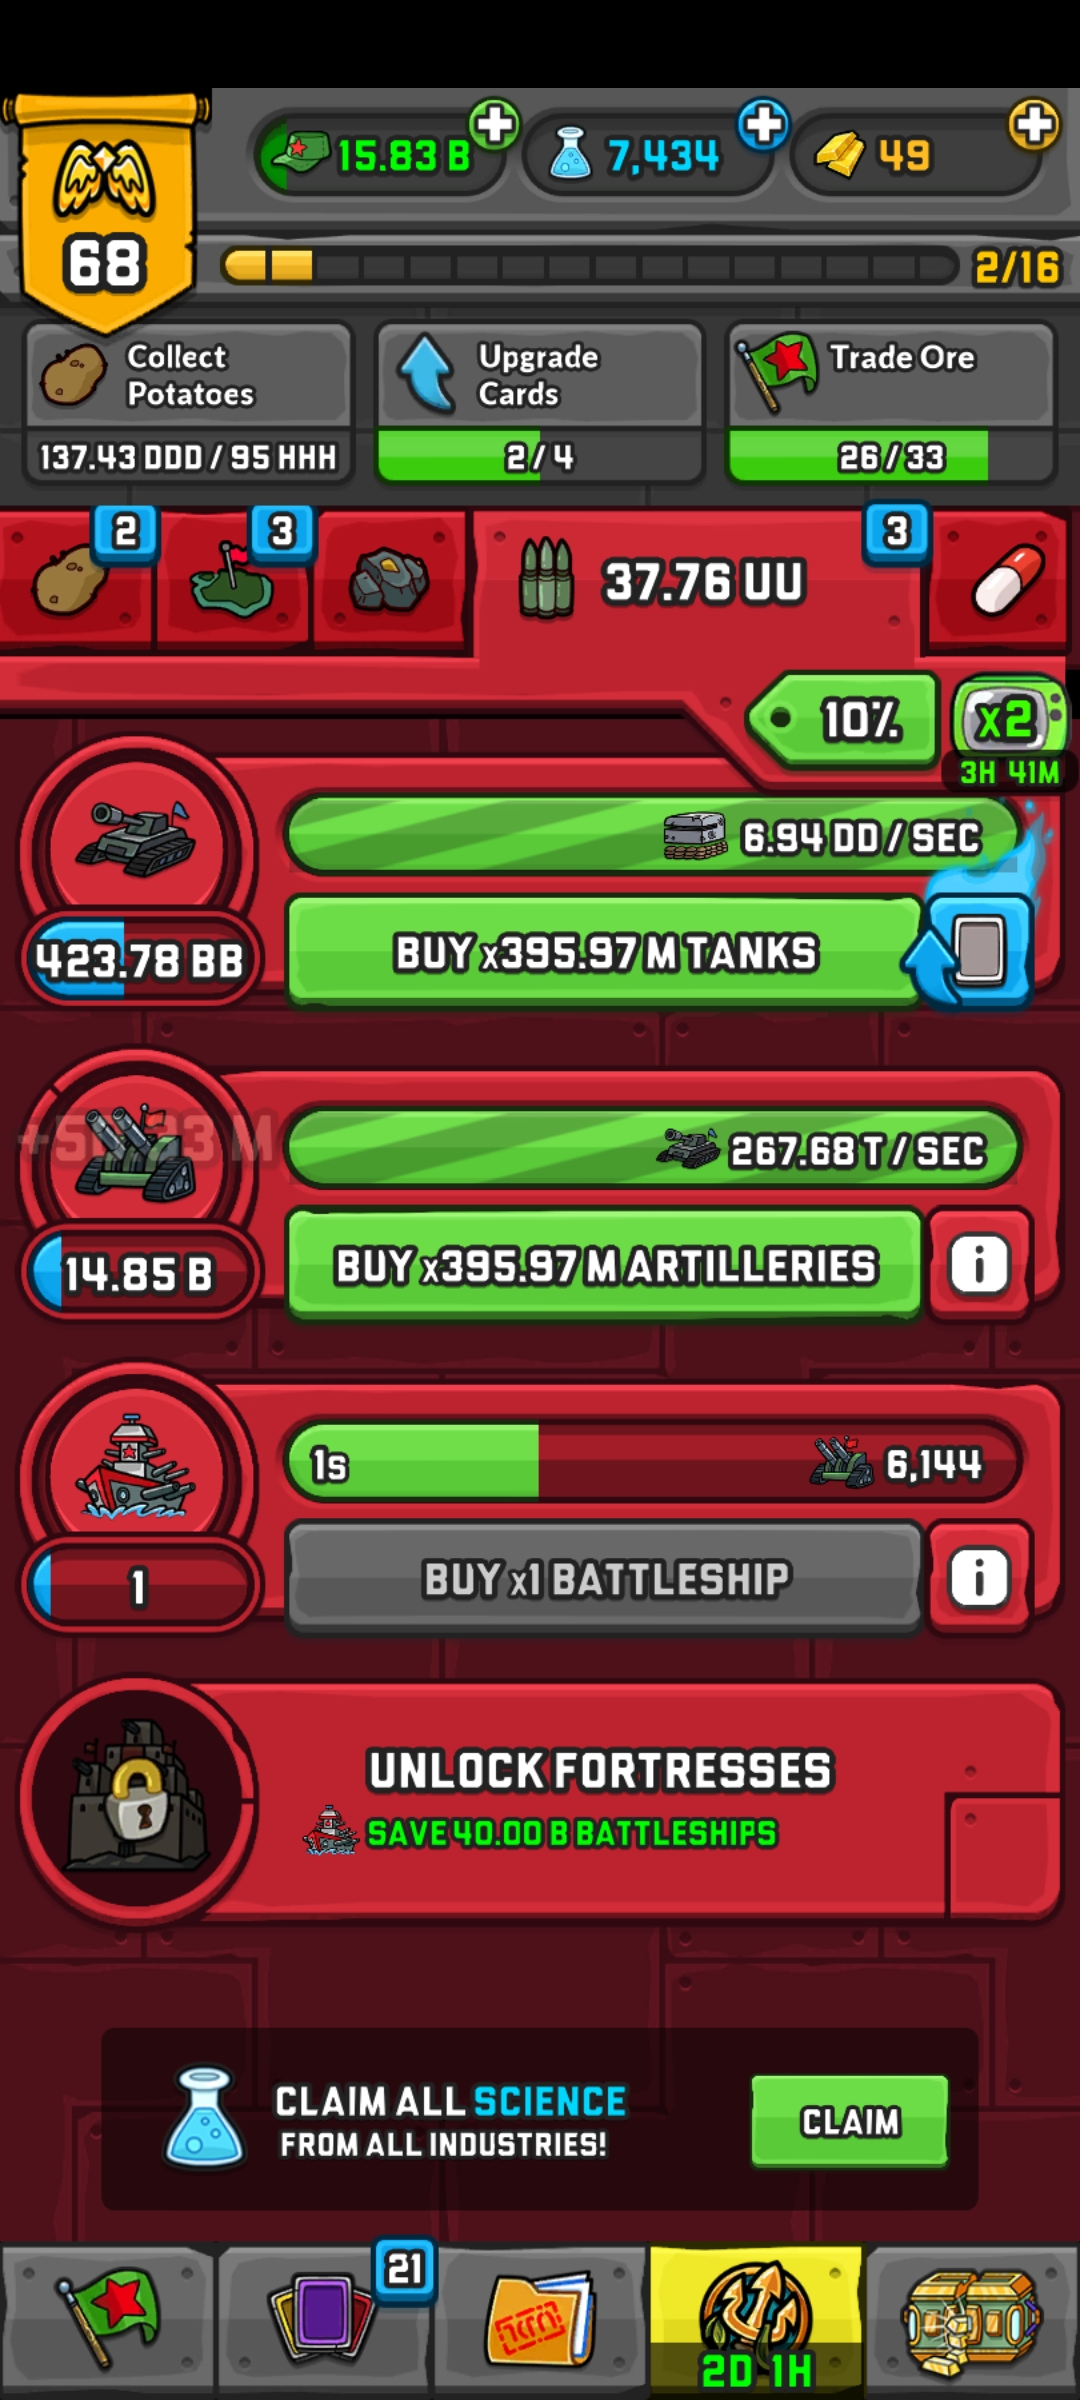 15.83 B
7,434
49
68
2/16
Collect
Potatoes
137.43 DDD / 95 HHH
Upgrade
Cards
2/4
Trade Ore
26/33
2
3
37.76 UU
3
10%
x2
3H 41M
6.94 DD / SEC
423.78 BB
BUY x395.97 M TANKS
267.68 T / SEC
14.85 B
BUY x395.97 M ARTILLERIES
i
1s
6,144
1
BUY x1 BATTLESHIP
i
UNLOCK FORTRESSES
SAVE 40.00 B BATTLESHIPS
CLAIM ALL SCIENCE
FROM ALL INDUSTRIES!
CLAIM
21
2D 1H